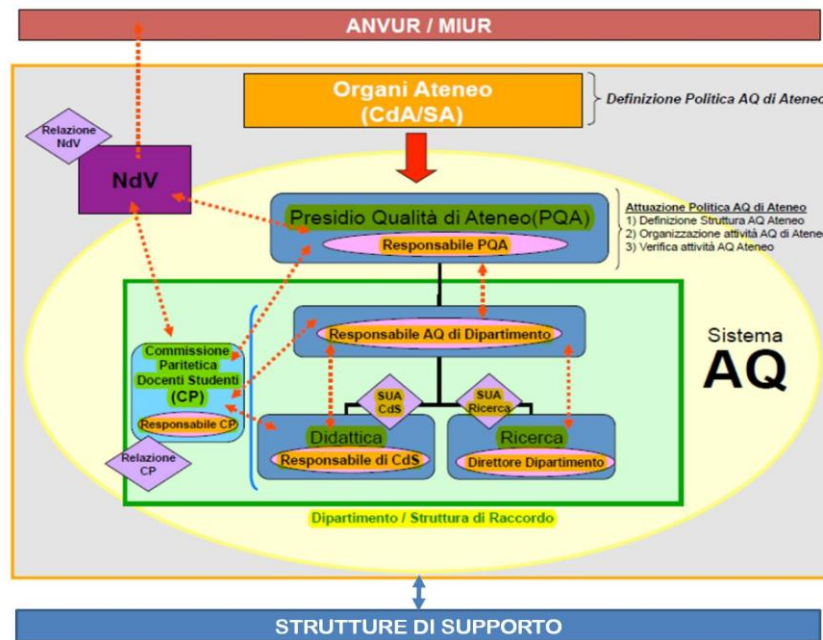 ANVUR / MIUR
Organi Ateneo
(CdA/SA)
Definizione Politica AQ di Ateneo
Relazione
NdV
NdV
Presidio Qualità di Ateneo(PQA)
Responsabile PQA
Attuazione Politica AQ di Ateneo
1) Definizione Struttura AQ Ateneo
2) Organizzazione attività AQ di Ateneo
3) Verifica attività AQ Ateneo
Responsabile AQ di Dipartimento
Sistema
AQ
Commissione
Paritetica
Docenti Studenti
(CP)
Responsabile CP
Relazione
CP
SUA
CdS
SUA
Ricerca
Didattica
Responsabile di CdS
Ricerca
Direttore Dipartimento
Dipartimento / Struttura di Raccordo
STRUTTURE DI SUPPORTO